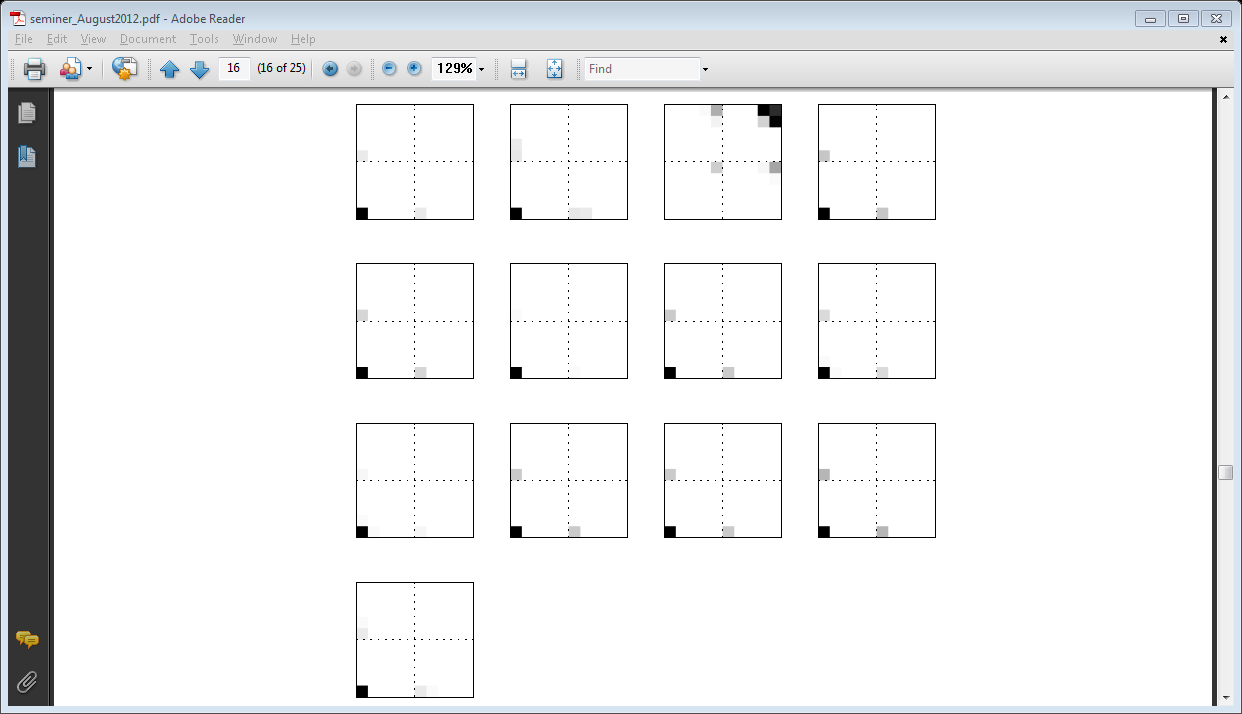 seminer_August2012.pdf - Adobe Reader
File Edit View Document Tools Window Help
16 (16 of 25) 129% Find